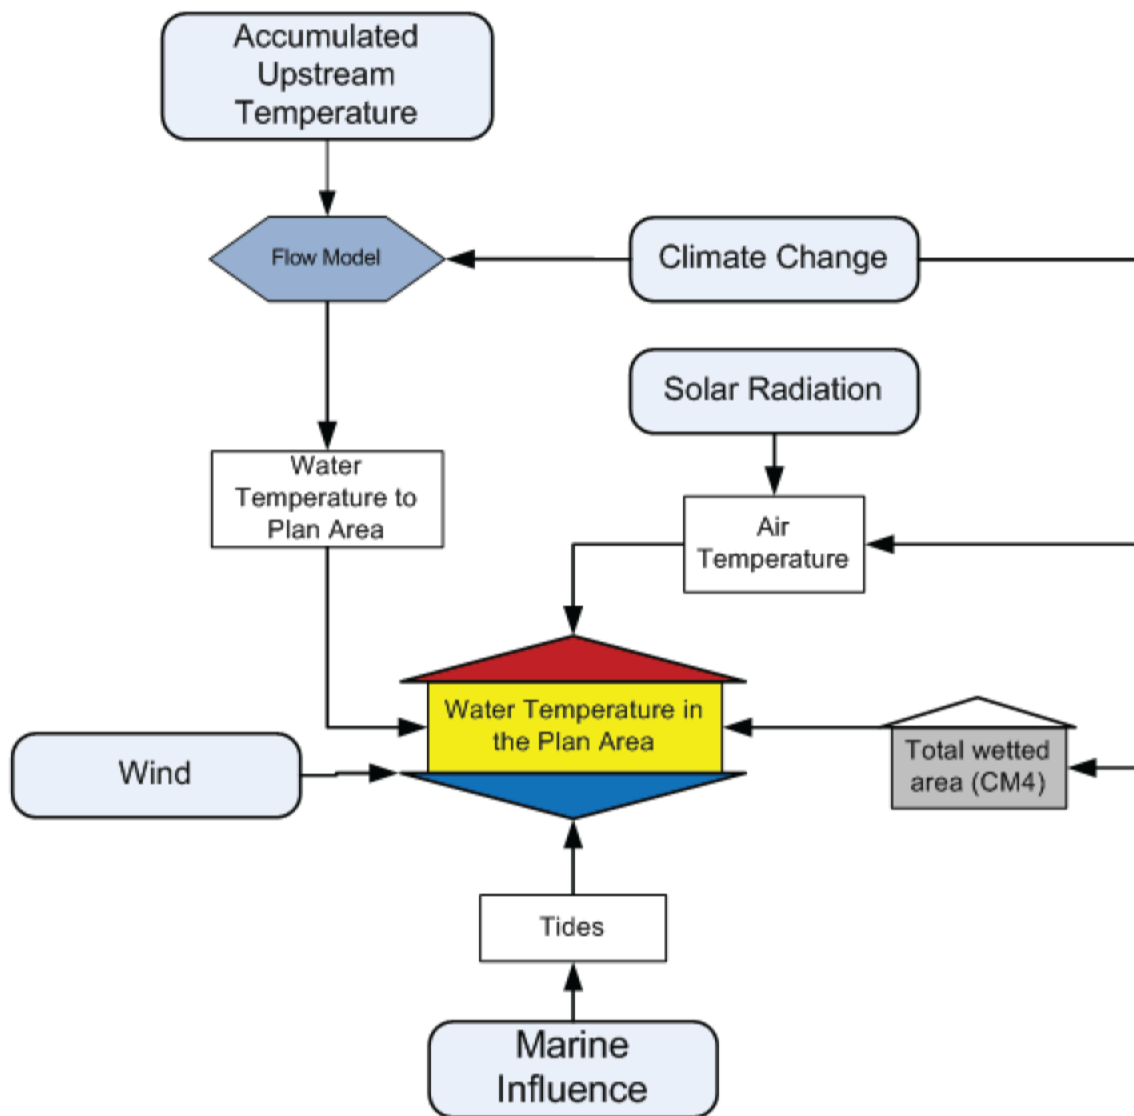 Accumulated
Upstream
Temperature
Flow Model
Climate Change
Solar Radiation
Water
Temperature to
Plan Area
Air
Temperature
Water Temperature in
the Plan Area
Total wetted
area (CM4)
Wind
Tides
Marine
Influence